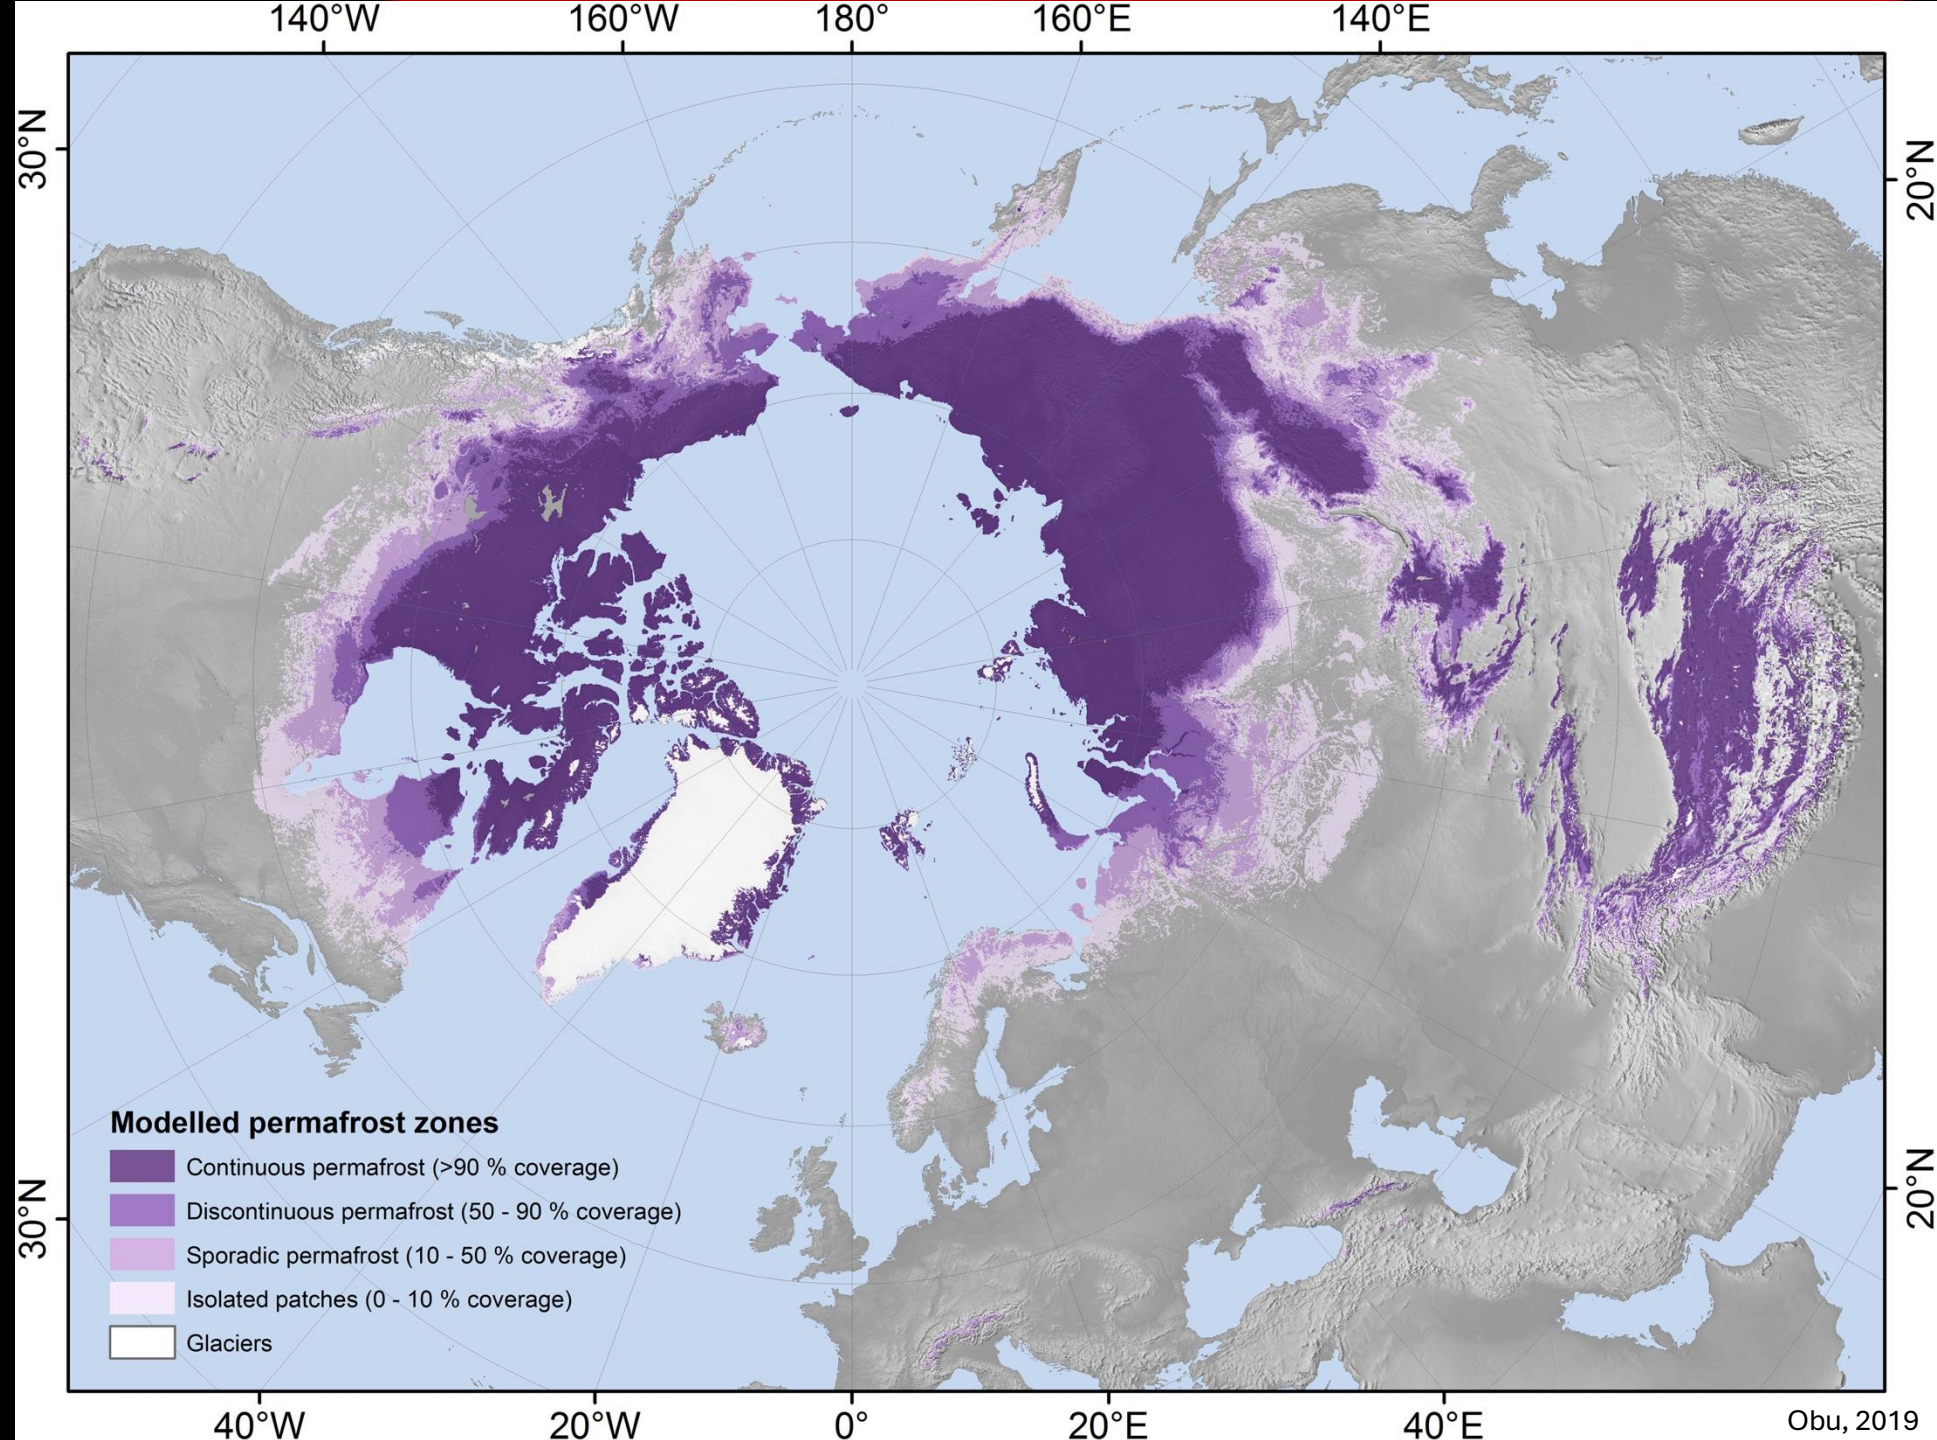 140°W 160°W 180° 160°E 140°E
30°N
20°N
Modelled permafrost zones
Continuous permafrost (>90 % coverage)
Discontinuous permafrost (50 - 90 % coverage)
Sporadic permafrost (10 - 50 % coverage)
Isolated patches (0 - 10 % coverage)
Glaciers
30°N
20°N
40°W 20°W 0° 20°E 40°E
Obu, 2019